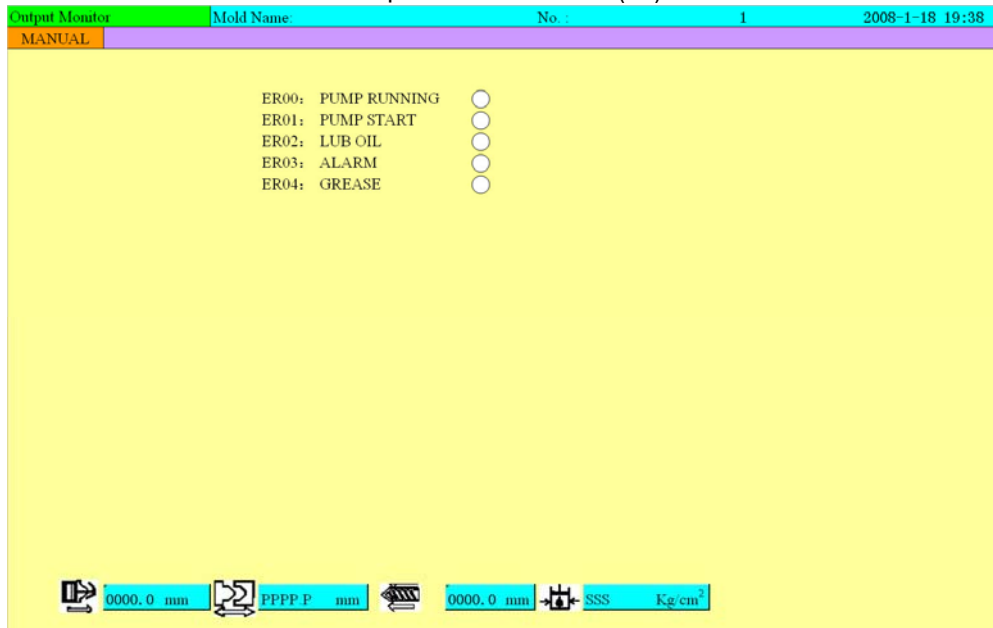 Output Monitor Mold Name: No. : 1 2008-1-18 19:38
MANUAL
ER00: PUMP RUNNING
ER01: PUMP START
ER02: LUB OIL
ER03: ALARM
ER04: GREASE
0000.0 mm PPPP.P mm 0000.0 mm SSS Kg/cm²